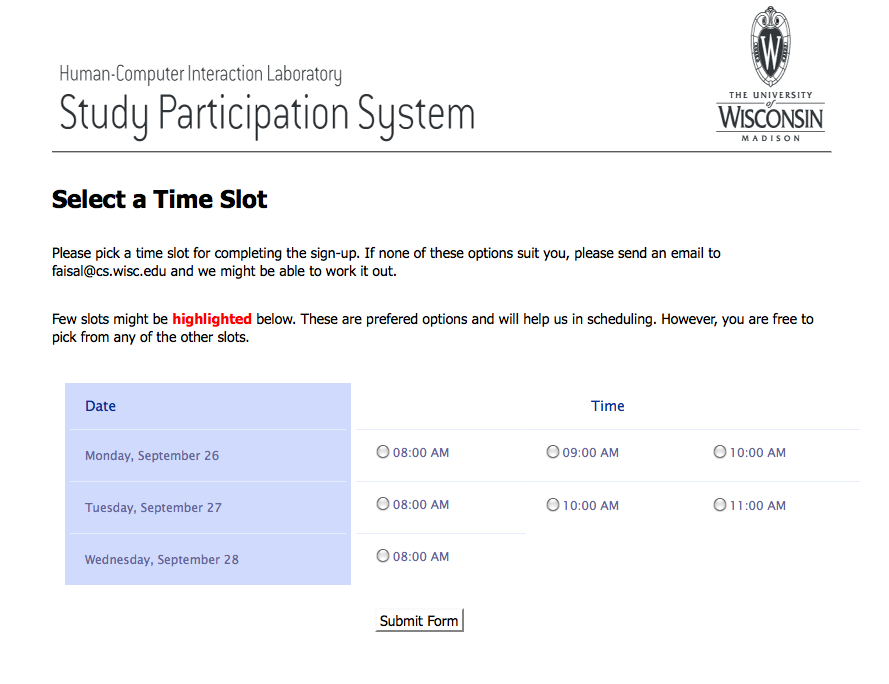 Human-Computer Interaction Laboratory
Study Participation System
W
THE UNIVERSITY
of
WISCONSIN
MADISON
Select a Time Slot
Please pick a time slot for completing the sign-up. If none of these options suit you, please send an email to
faisal@cs.wisc.edu and we might be able to work it out.
Few slots might be highlighted below. These are prefered options and will help us in scheduling. However, you are free to
pick from any of the other slots.
Date Time
Monday, September 26 08:00 AM 09:00 AM 10:00 AM
Tuesday, September 27 08:00 AM 10:00 AM 11:00 AM
Wednesday, September 28 08:00 AM
Submit Form